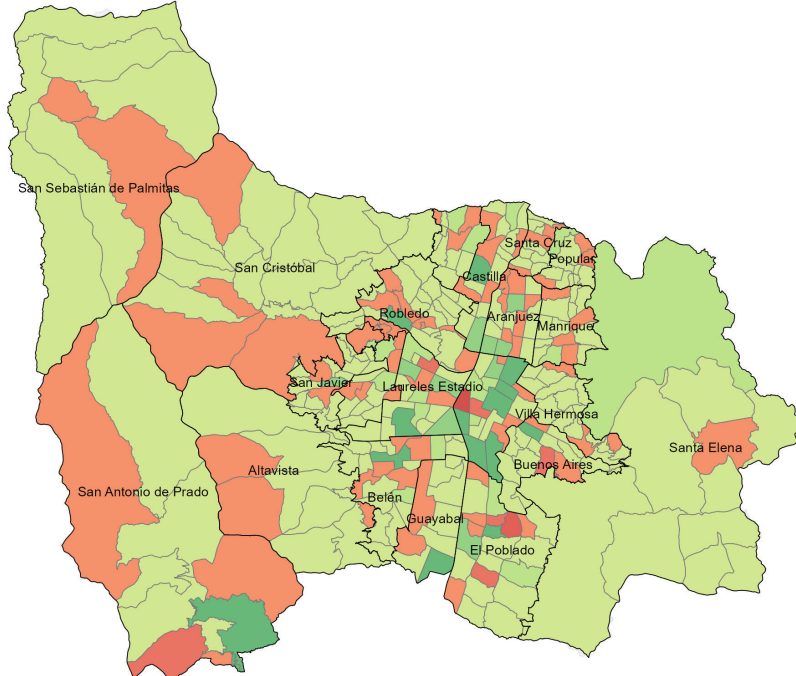 San Sebastián de Palmitas
San Cristóbal
Santa Cruz
Popular
Castilla
Robledo
Aranjuez
Manrique
San Javier
Laureles Estadio
Villa Hermosa
Santa Elena
Altavista
Buenos Aires
San Antonio de Prado
Belén
Guayabal
El Poblado